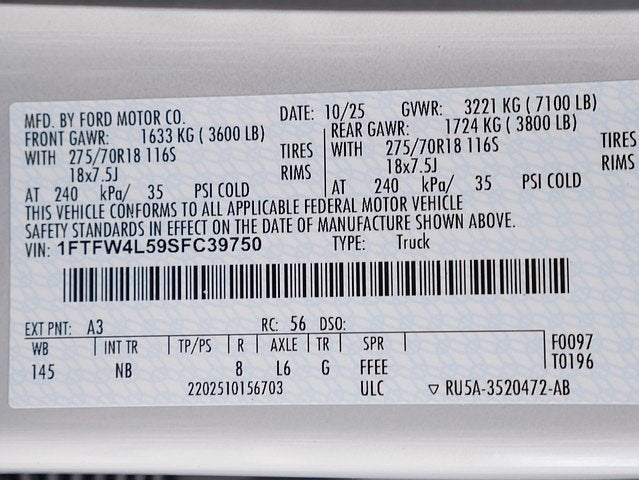 MFD. BY FORD MOTOR CO. DATE: 10/25 GVWR: 3221 KG ( 7100 LB)
FRONT GAWR: 1633 KG ( 3600 LB) REAR GAWR: 1724 KG ( 3800 LB)
WITH 275/70R18 116S TIRES WITH 275/70R18 116S TIRES
18x7.5J RIMS 18x7.5J RIMS
AT 240 kPa/ 35 PSI COLD AT 240 kPa/ 35 PSI COLD
THIS VEHICLE CONFORMS TO ALL APPLICABLE FEDERAL MOTOR VEHICLE
SAFETY STANDARDS IN EFFECT ON THE DATE OF MANUFACTURE SHOWN ABOVE.
VIN: 1FTFW4L59SFC39750 TYPE: Truck
EXT PNT: A3 RC: 56 DSO:
WB INT TR TP/PS R AXLE TR SPR F0097
145 NB 8 L6 G FFEE T0196
2202510156703 ULC ▽ RU5A-3520472-AB